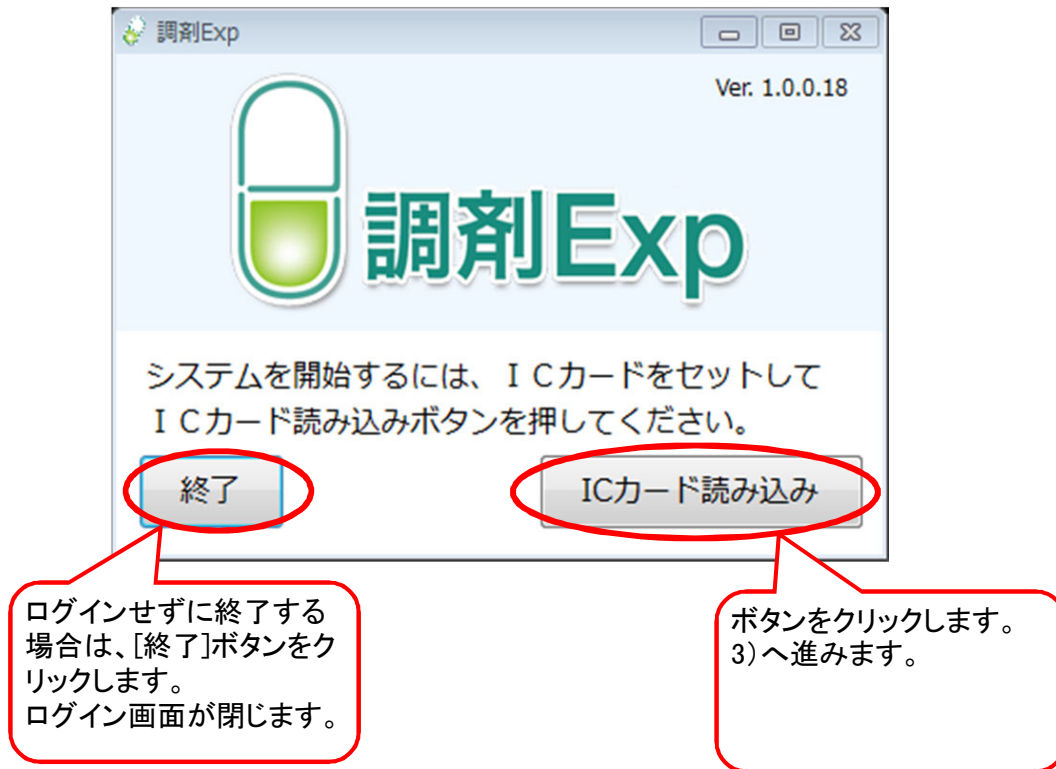 調剤Exp
Ver. 1.0.0.18
調剤Exp
システムを開始するには、ＩＣカードをセットして
ＩＣカード読み込みボタンを押してください。
終了
ICカード読み込み
ログインせずに終了する
場合は、[終了]ボタンをク
リックします。
ログイン画面が閉じます。
ボタンをクリックします。
3)へ進みます。